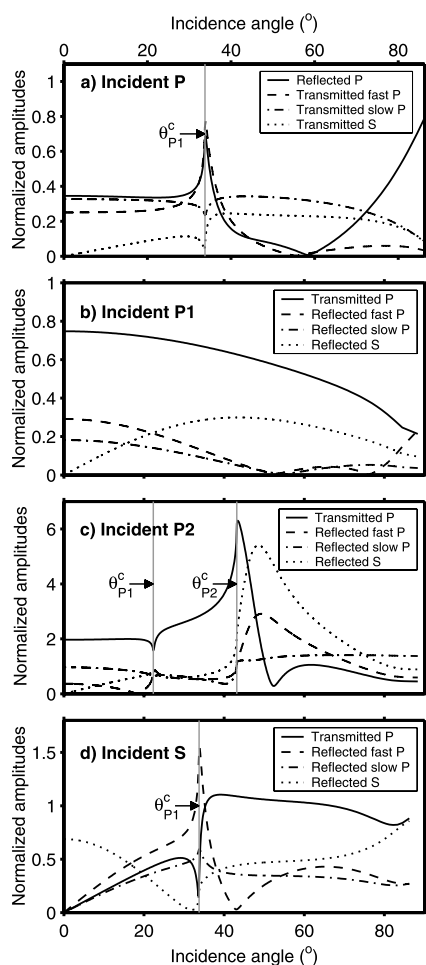 Incidence angle (°)
0 20 40 60 80
Normalized amplitudes
1
0.8
0.6
0.4
0.2
0
a) Incident P
Reflected P
Transmitted fast P
Transmitted slow P
Transmitted S
θ^c_P1
Normalized amplitudes
1
0.8
0.6
0.4
0.2
0
b) Incident P1
Transmitted P
Reflected fast P
Reflected slow P
Reflected S
Normalized amplitudes
6
4
2
0
c) Incident P2
Transmitted P
Reflected fast P
Reflected slow P
Reflected S
θ^c_P1
θ^c_P2
Normalized amplitudes
1.5
1
0.5
0
d) Incident S
Transmitted P
Reflected fast P
Reflected slow P
Reflected S
θ^c_P1
0 20 40 60 80
Incidence angle (°)